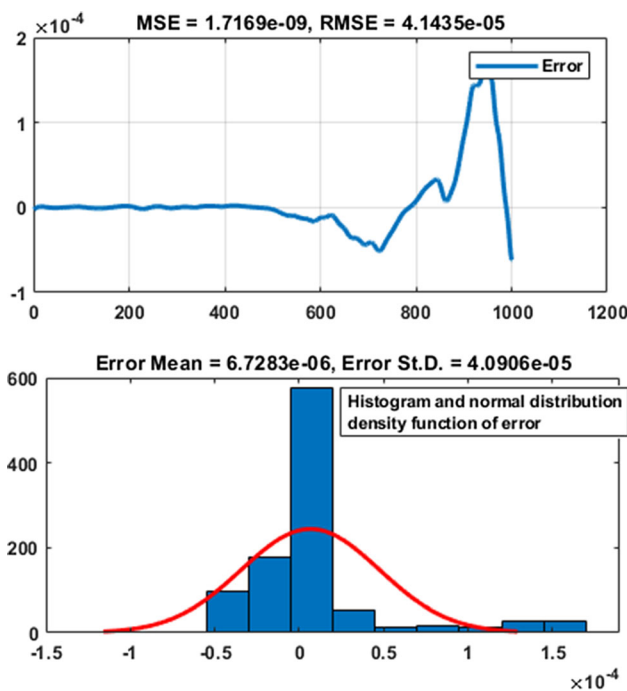 ×10-4
MSE = 1.7169e-09, RMSE = 4.1435e-05
2
Error
1
0
-1
0 200 400 600 800 1000 1200
Error Mean = 6.7283e-06, Error St.D. = 4.0906e-05
600
Histogram and normal distribution
density function of error
400
200
0
-1.5 -1 -0.5 0 0.5 1 1.5
×10-4